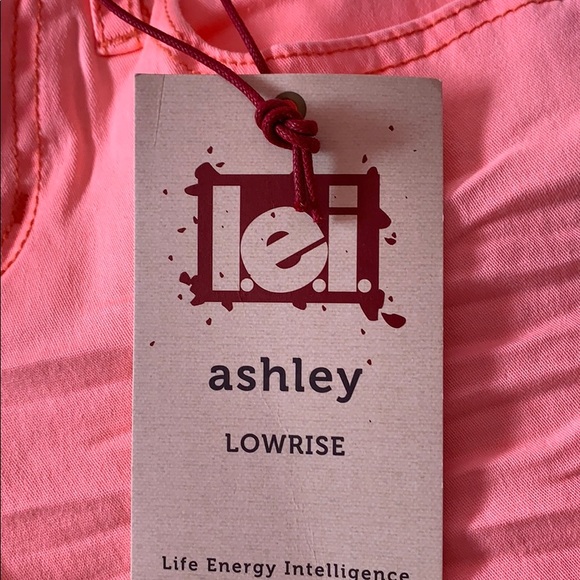 l.e.i.
ashley
LOWRISE
Life Energy Intelligence